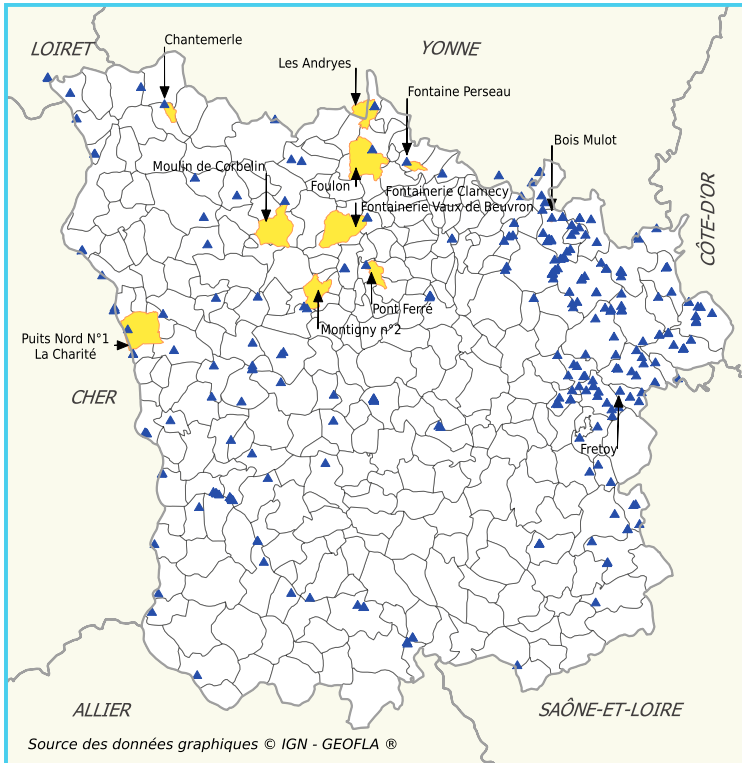 Chantemerle
LOIRET
YONNE
Les Andryes
Fontaine Perseau
Bois Mulot
Moulin de Corbelin
Foulon
Fontainerie Clamecy
Fontainerie Vaux de Beuvron
CÔTE-D'OR
Pont Ferré
Montigny n°2
Puits Nord N°1
La Charité
CHER
Fretoy
ALLIER
SAÔNE-ET-LOIRE
Source des données graphiques © IGN - GEOFLA ®